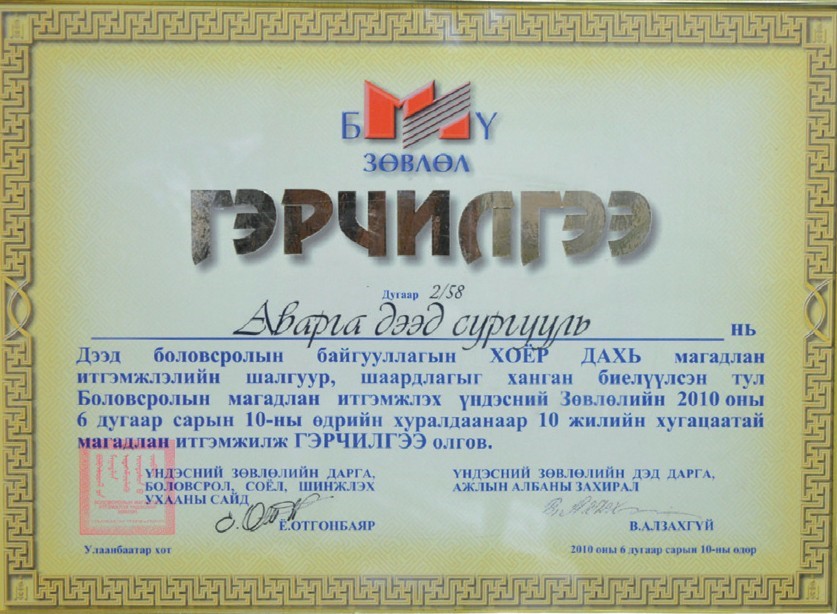 БМИҮ
ЗӨВЛӨЛ
ГЭРЧИЛГЭЭ
Дугаар 2/58
Аварга дээд сургууль нь
Дээд боловсролын байгууллагын ХОЁР ДАХЬ магадлан
итгэмжлэлийн шалгуур, шаардлагыг ханган биелүүлсэн тул
Боловсролын магадлан итгэмжлэх үндэсний Зөвлөлийн 2010 оны
6 дугаар сарын 10-ны өдрийн хуралдаанаар 10 жилийн хугацаатай
магадлан итгэмжилж ГЭРЧИЛГЭЭ олгов.
ҮНДЭСНИЙ ЗӨВЛӨЛИЙН ДАРГА,
БОЛОВСРОЛ, СОЁЛ, ШИНЖЛЭХ
УХААНЫ САЙД
Ё.ОТГОНБАЯР
ҮНДЭСНИЙ ЗӨВЛӨЛИЙН ДЭД ДАРГА,
АЖЛЫН АЛБАНЫ ЗАХИРАЛ
В.АЛЗАХГҮЙ
Улаанбаатар хот
2010 оны 6 дугаар сарын 10-ны өдөр